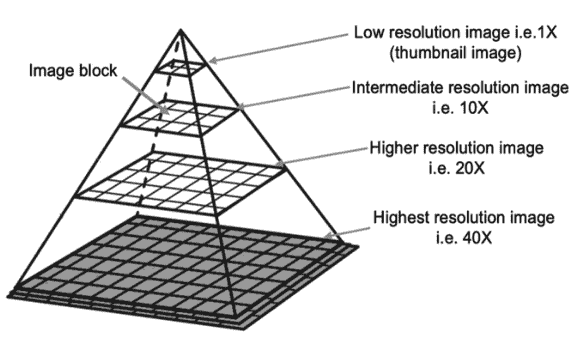 Low resolution image i.e.1X
(thumbnail image)
Image block
Intermediate resolution image
i.e. 10X
Higher resolution image
i.e. 20X
Highest resolution image
i.e. 40X